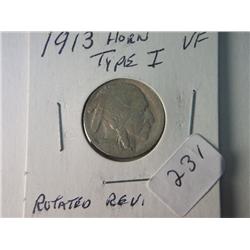 1913 HORN VF
TYPE I
231
ROTATED REV.